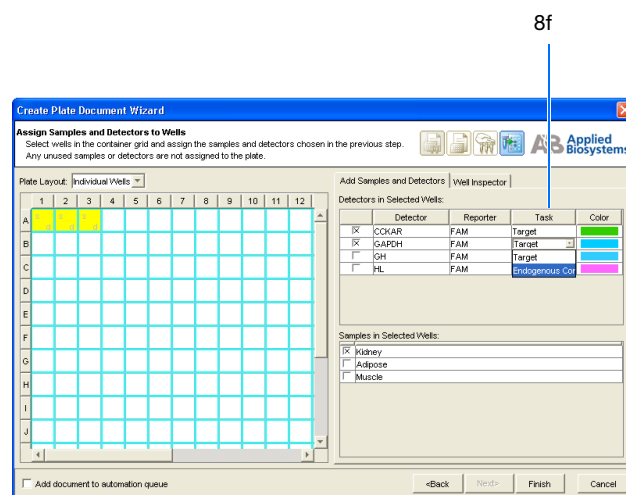 8f
Create Plate Document Wizard
Assign Samples and Detectors to Wells
Select wells in the container grid and assign the samples and detectors chosen in the previous step.
Any unused samples or detectors are not assigned to the plate.
AB Applied
Biosystems
Plate Layout: Individual Wells
1 2 3 4 5 6 7 8 9 10 11 12
A
B
C
D
E
F
G
H
I
J
Add Samples and Detectors Well Inspector
Detectors in Selected Wells:
Detector Reporter Task Color
CCKAR FAM Target
GAPDH FAM Target
GH FAM Target
HL FAM Endogenous Con
Samples in Selected Wells:
Kidney
Adipose
Muscle
Add document to automation queue
<Back Next> Finish Cancel